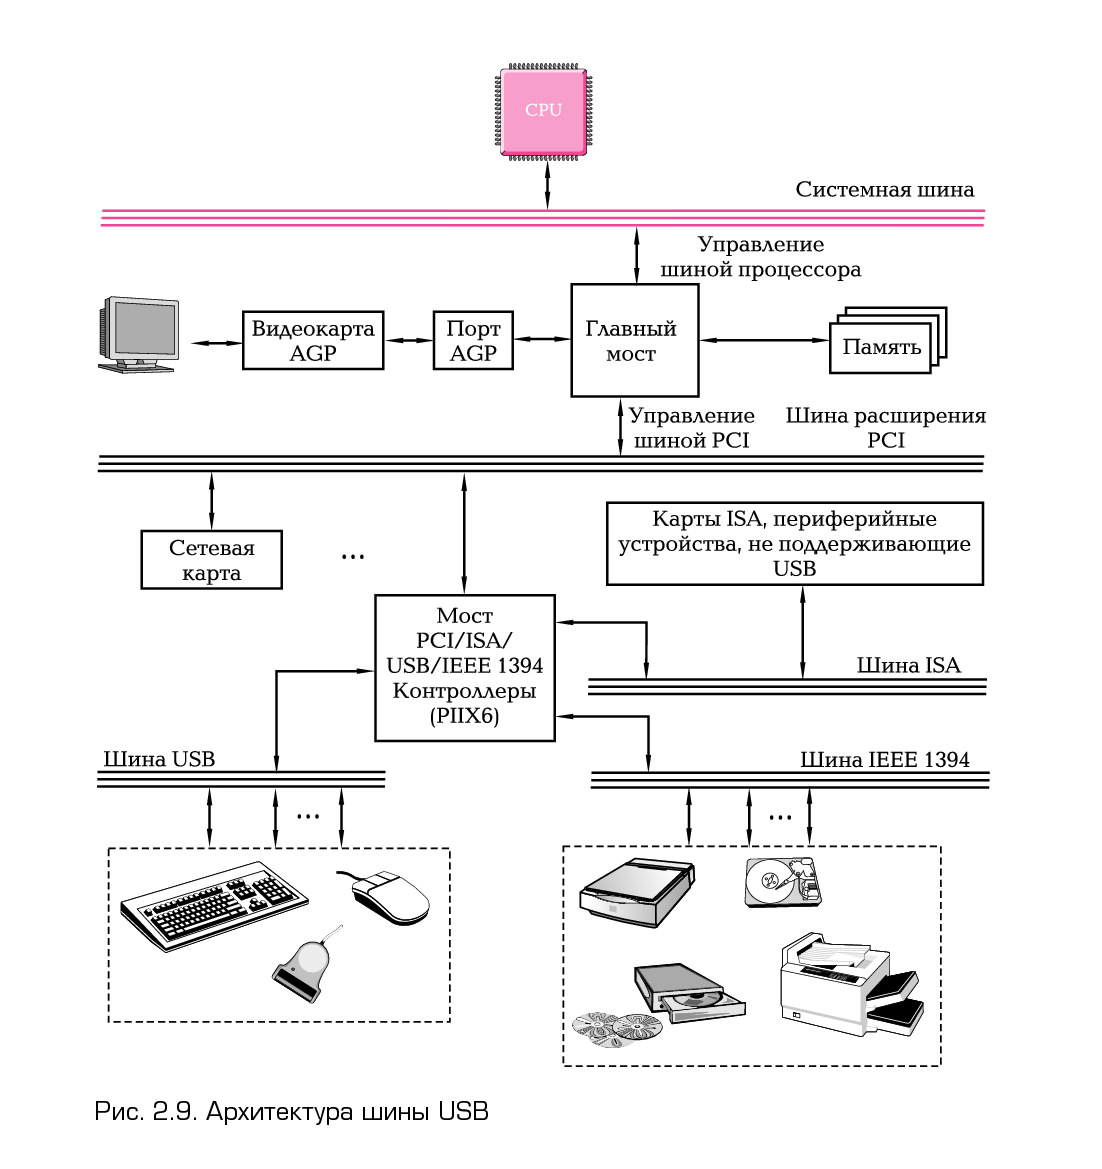 CPU
Системная шина
Управление
шиной процессора
Видеокарта
AGP
Порт
AGP
Главный
мост
Память
Управление
шиной PCI
Шина расширения
PCI
Сетевая
карта
...
Карты ISA, периферийные
устройства, не поддерживающие
USB
Мост
PCI/ISA/
USB/IEEE 1394
Контроллеры
(PIIX6)
Шина ISA
Шина USB
Шина IEEE 1394
...
...
Рис. 2.9. Архитектура шины USB